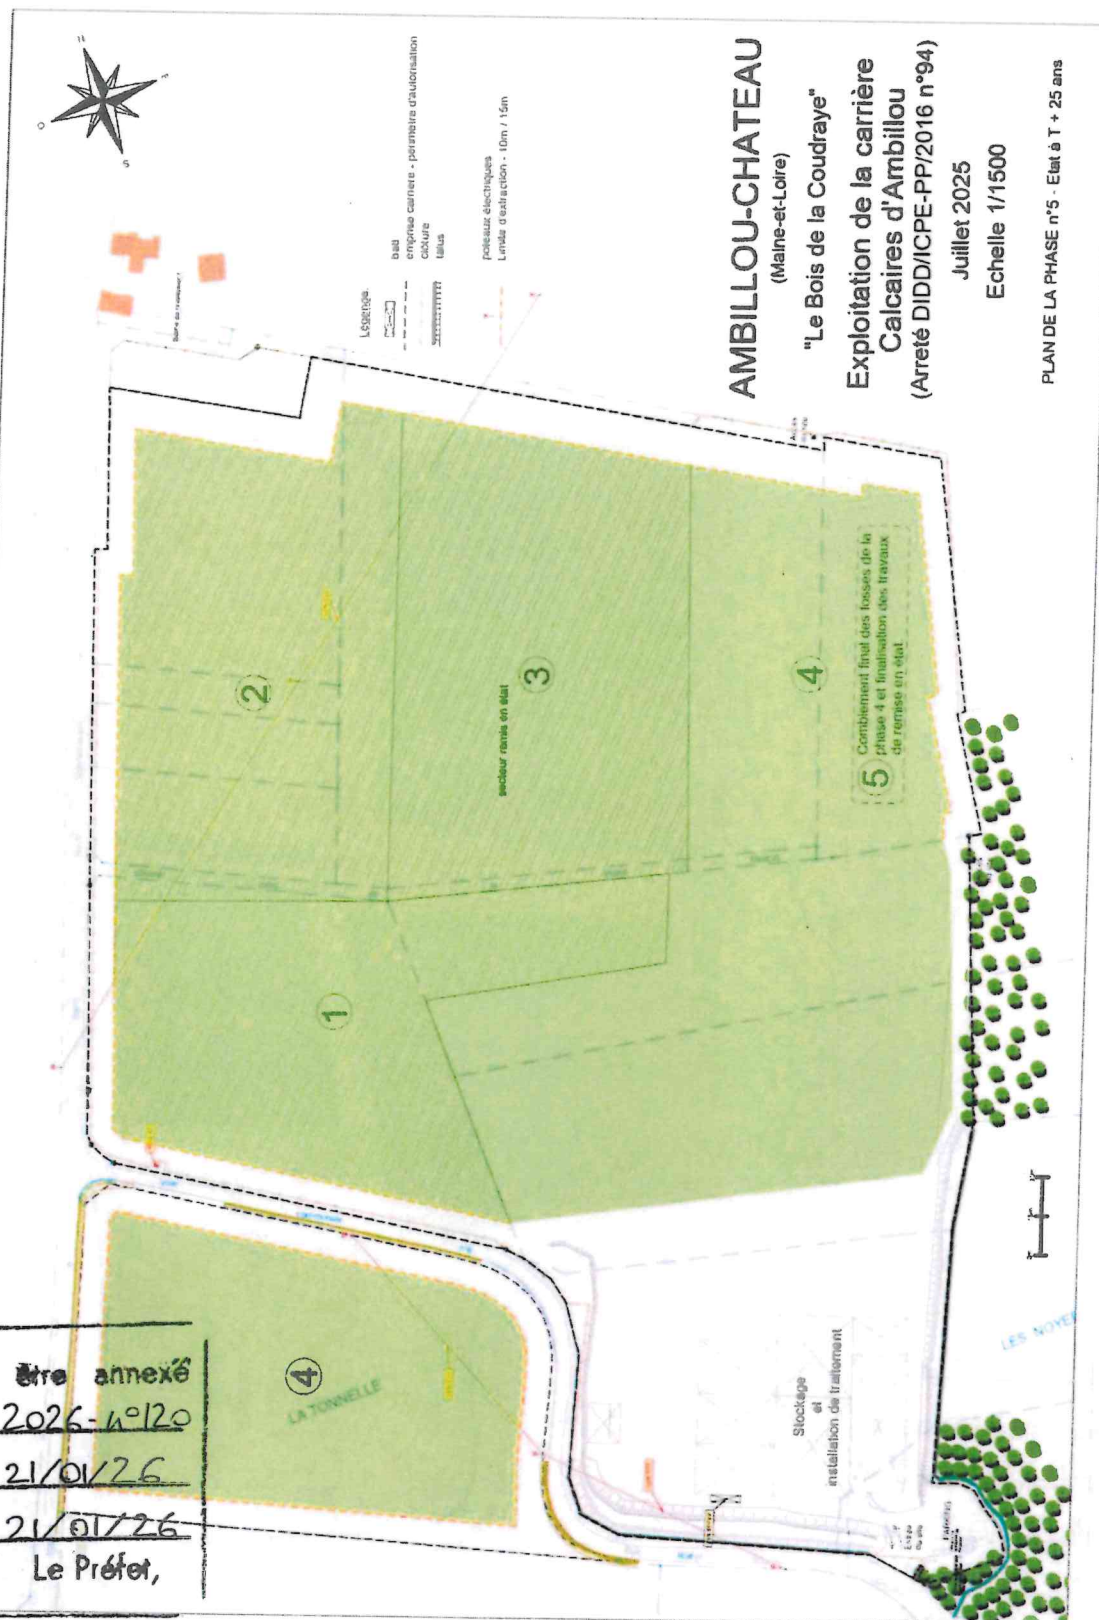 AMBILLOU-CHATEAU
(Maine-et-Loire)
"Le Bois de la Coudraye"
Exploitation de la carrière
Calcaires d'Ambillou
(Arreté DIDD/ICPE-PP/2016 n°94)
Juillet 2025
Echelle 1/1500
PLAN DE LA PHASE n°5 - Etat à T + 25 ans
Légende
bati
emprise carriere - perimetre d'autorisation
cloture
talus
poteaux électriques
Limite d'extraction - 10m / 15m
O
N
E
S
2
secteur remis en état
3
4
5
Comblement final des fosses de la
phase 4 et finalisation des travaux
de remise en état
1
4
LA TONNELLE
Stockage
et
installation de traitement
LES NOYE
être annexé
2026-n°120
21/01/26
21/01/26
Le Préfet,